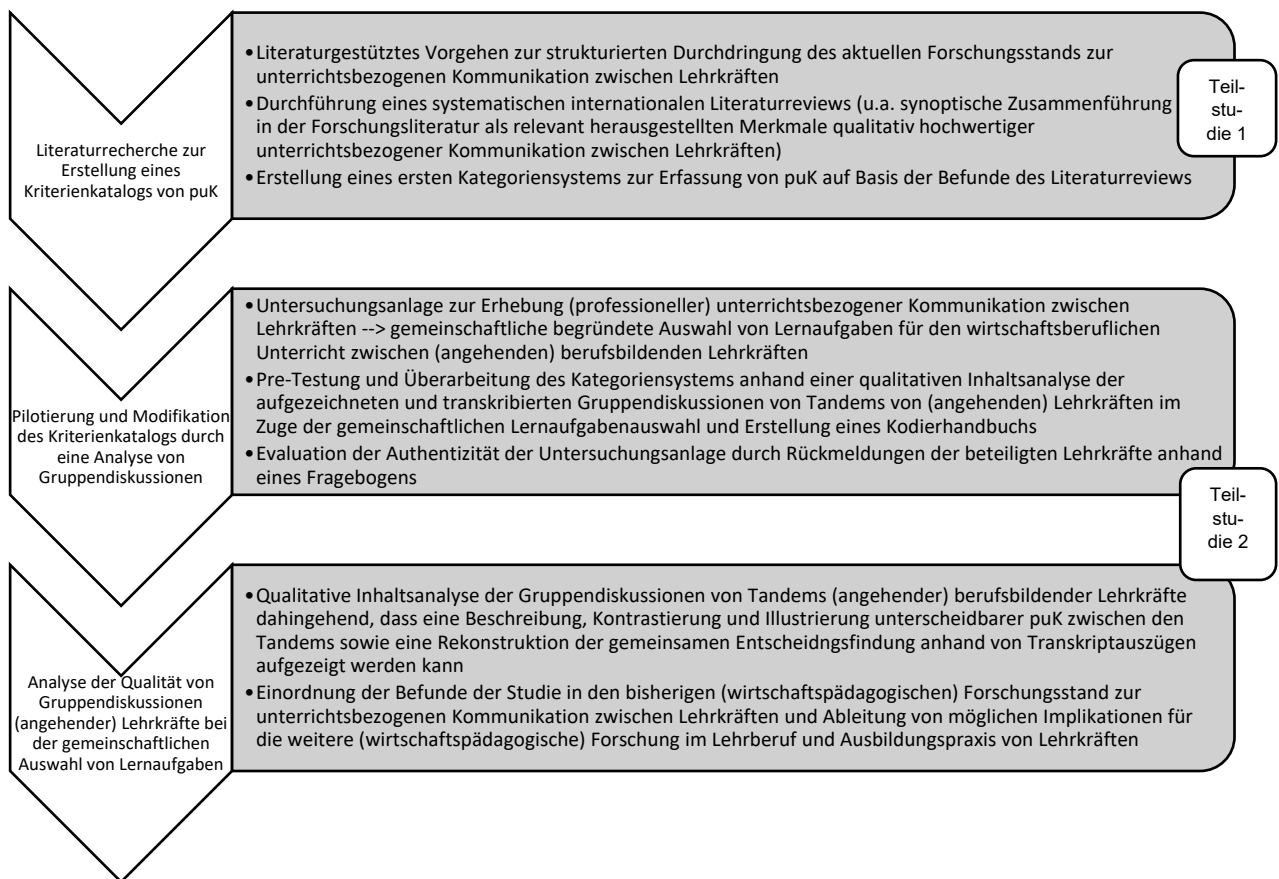 Literaturrecherche zur
Erstellung eines
Kriterienkatalogs von puK
•Literaturgestütztes Vorgehen zur strukturierten Durchdringung des aktuellen Forschungsstands zur
unterrichtsbezogenen Kommunikation zwischen Lehrkräften
•Durchführung eines systematischen internationalen Literaturreviews (u.a. synoptische Zusammenführung
in der Forschungsliteratur als relevant herausgestellten Merkmale qualitativ hochwertiger
unterrichtsbezogener Kommunikation zwischen Lehrkräften)
•Erstellung eines ersten Kategoriensystems zur Erfassung von puK auf Basis der Befunde des Literaturreviews
Teil-
stu-
die 1
Pilotierung und Modifikation
des Kriterienkatalogs durch
eine Analyse von
Gruppendiskussionen
•Untersuchungsanlage zur Erhebung (professioneller) unterrichtsbezogener Kommunikation zwischen
Lehrkräften --> gemeinschaftliche begründete Auswahl von Lernaufgaben für den wirtschaftsberuflichen
Unterricht zwischen (angehenden) berufsbildenden Lehrkräften
•Pre-Testung und Überarbeitung des Kategoriensystems anhand einer qualitativen Inhaltsanalyse der
aufgezeichneten und transkribierten Gruppendiskussionen von Tandems von (angehenden) Lehrkräften im
Zuge der gemeinschaftlichen Lernaufgabenauswahl und Erstellung eines Kodierhandbuchs
•Evaluation der Authentizität der Untersuchungsanlage durch Rückmeldungen der beteiligten Lehrkräfte anhand
eines Fragebogens
Teil-
stu-
die 2
Analyse der Qualität von
Gruppendiskussionen
(angehender) Lehrkräfte bei
der gemeinschaftlichen
Auswahl von Lernaufgaben
•Qualitative Inhaltsanalyse der Gruppendiskussionen von Tandems (angehender) berufsbildender Lehrkräfte
dahingehend, dass eine Beschreibung, Kontrastierung und Illustrierung unterscheidbarer puK zwischen den
Tandems sowie eine Rekonstruktion der gemeinsamen Entscheidngsfindung anhand von Transkriptauszügen
aufgezeigt werden kann
•Einordnung der Befunde der Studie in den bisherigen (wirtschaftspädagogischen) Forschungsstand zur
unterrichtsbezogenen Kommunikation zwischen Lehrkräften und Ableitung von möglichen Implikationen für
die weitere (wirtschaftspädagogische) Forschung im Lehrberuf und Ausbildungspraxis von Lehrkräften